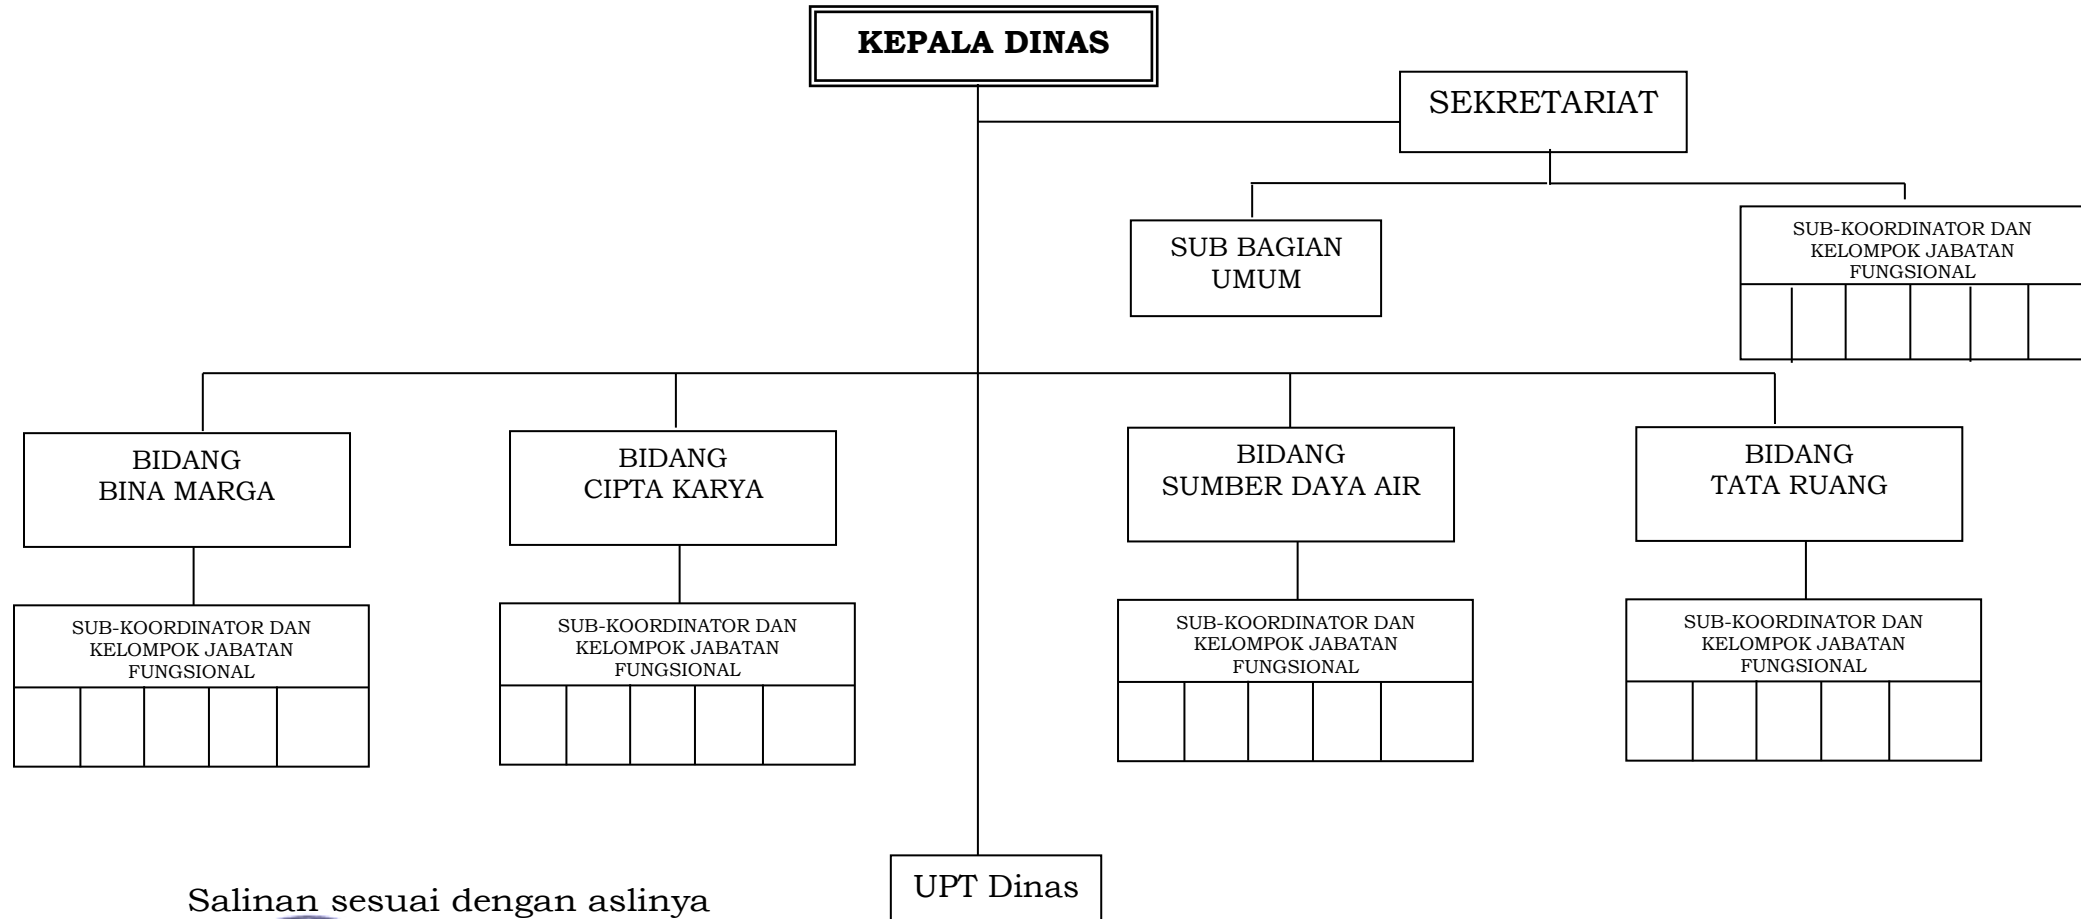 KEPALA DINAS
SEKRETARIAT
SUB BAGIAN
UMUM
SUB-KOORDINATOR DAN
KELOMPOK JABATAN
FUNGSIONAL
BIDANG
BINA MARGA
BIDANG
CIPTA KARYA
BIDANG
SUMBER DAYA AIR
BIDANG
TATA RUANG
SUB-KOORDINATOR DAN
KELOMPOK JABATAN
FUNGSIONAL
SUB-KOORDINATOR DAN
KELOMPOK JABATAN
FUNGSIONAL
SUB-KOORDINATOR DAN
KELOMPOK JABATAN
FUNGSIONAL
SUB-KOORDINATOR DAN
KELOMPOK JABATAN
FUNGSIONAL
UPT Dinas
Salinan sesuai dengan aslinya